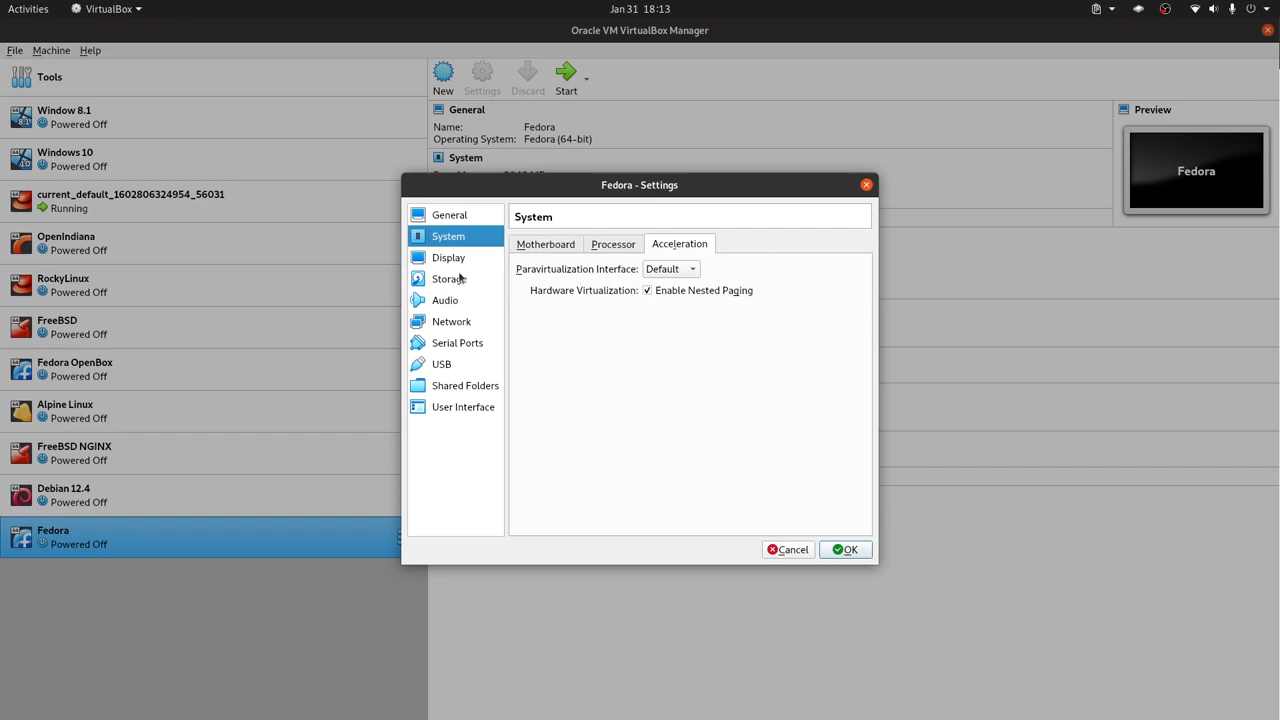 Activities
VirtualBox
Jan 31 18:13
Oracle VM VirtualBox Manager
File Machine Help
Tools
Window 8.1
Powered Off
Windows 10
Powered Off
current_default_1602806324954_56031
Running
OpenIndiana
Powered Off
RockyLinux
Powered Off
FreeBSD
Powered Off
Fedora OpenBox
Powered Off
Alpine Linux
Powered Off
FreeBSD NGINX
Powered Off
Debian 12.4
Powered Off
Fedora
Powered Off
New Settings Discard Start
General
Name: Fedora
Operating System: Fedora (64-bit)
System
Preview
Fedora
Fedora - Settings
General
System
Display
Storage
Audio
Network
Serial Ports
USB
Shared Folders
User Interface
System
Motherboard Processor Acceleration
Paravirtualization Interface: Default
Hardware Virtualization: Enable Nested Paging
Cancel OK